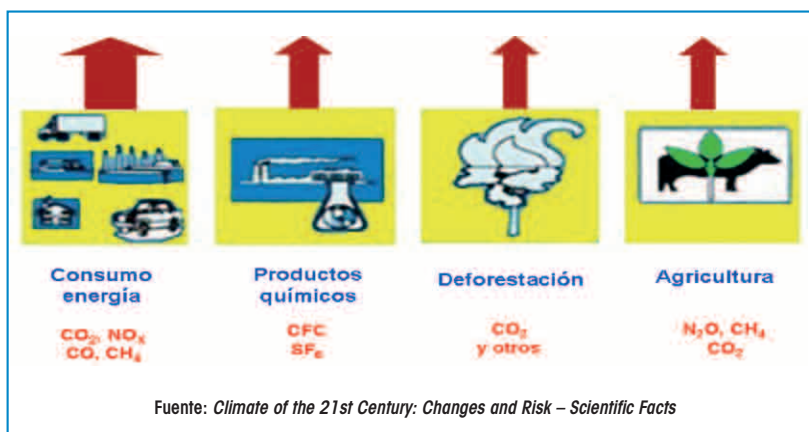 Consumo
energía
CO₂, NOₓ
CO, CH₄
Productos
químicos
CFC
SF₆
Deforestación
CO₂
y otros
Agricultura
N₂O, CH₄
CO₂
Fuente: Climate of the 21st Century: Changes and Risk – Scientific Facts